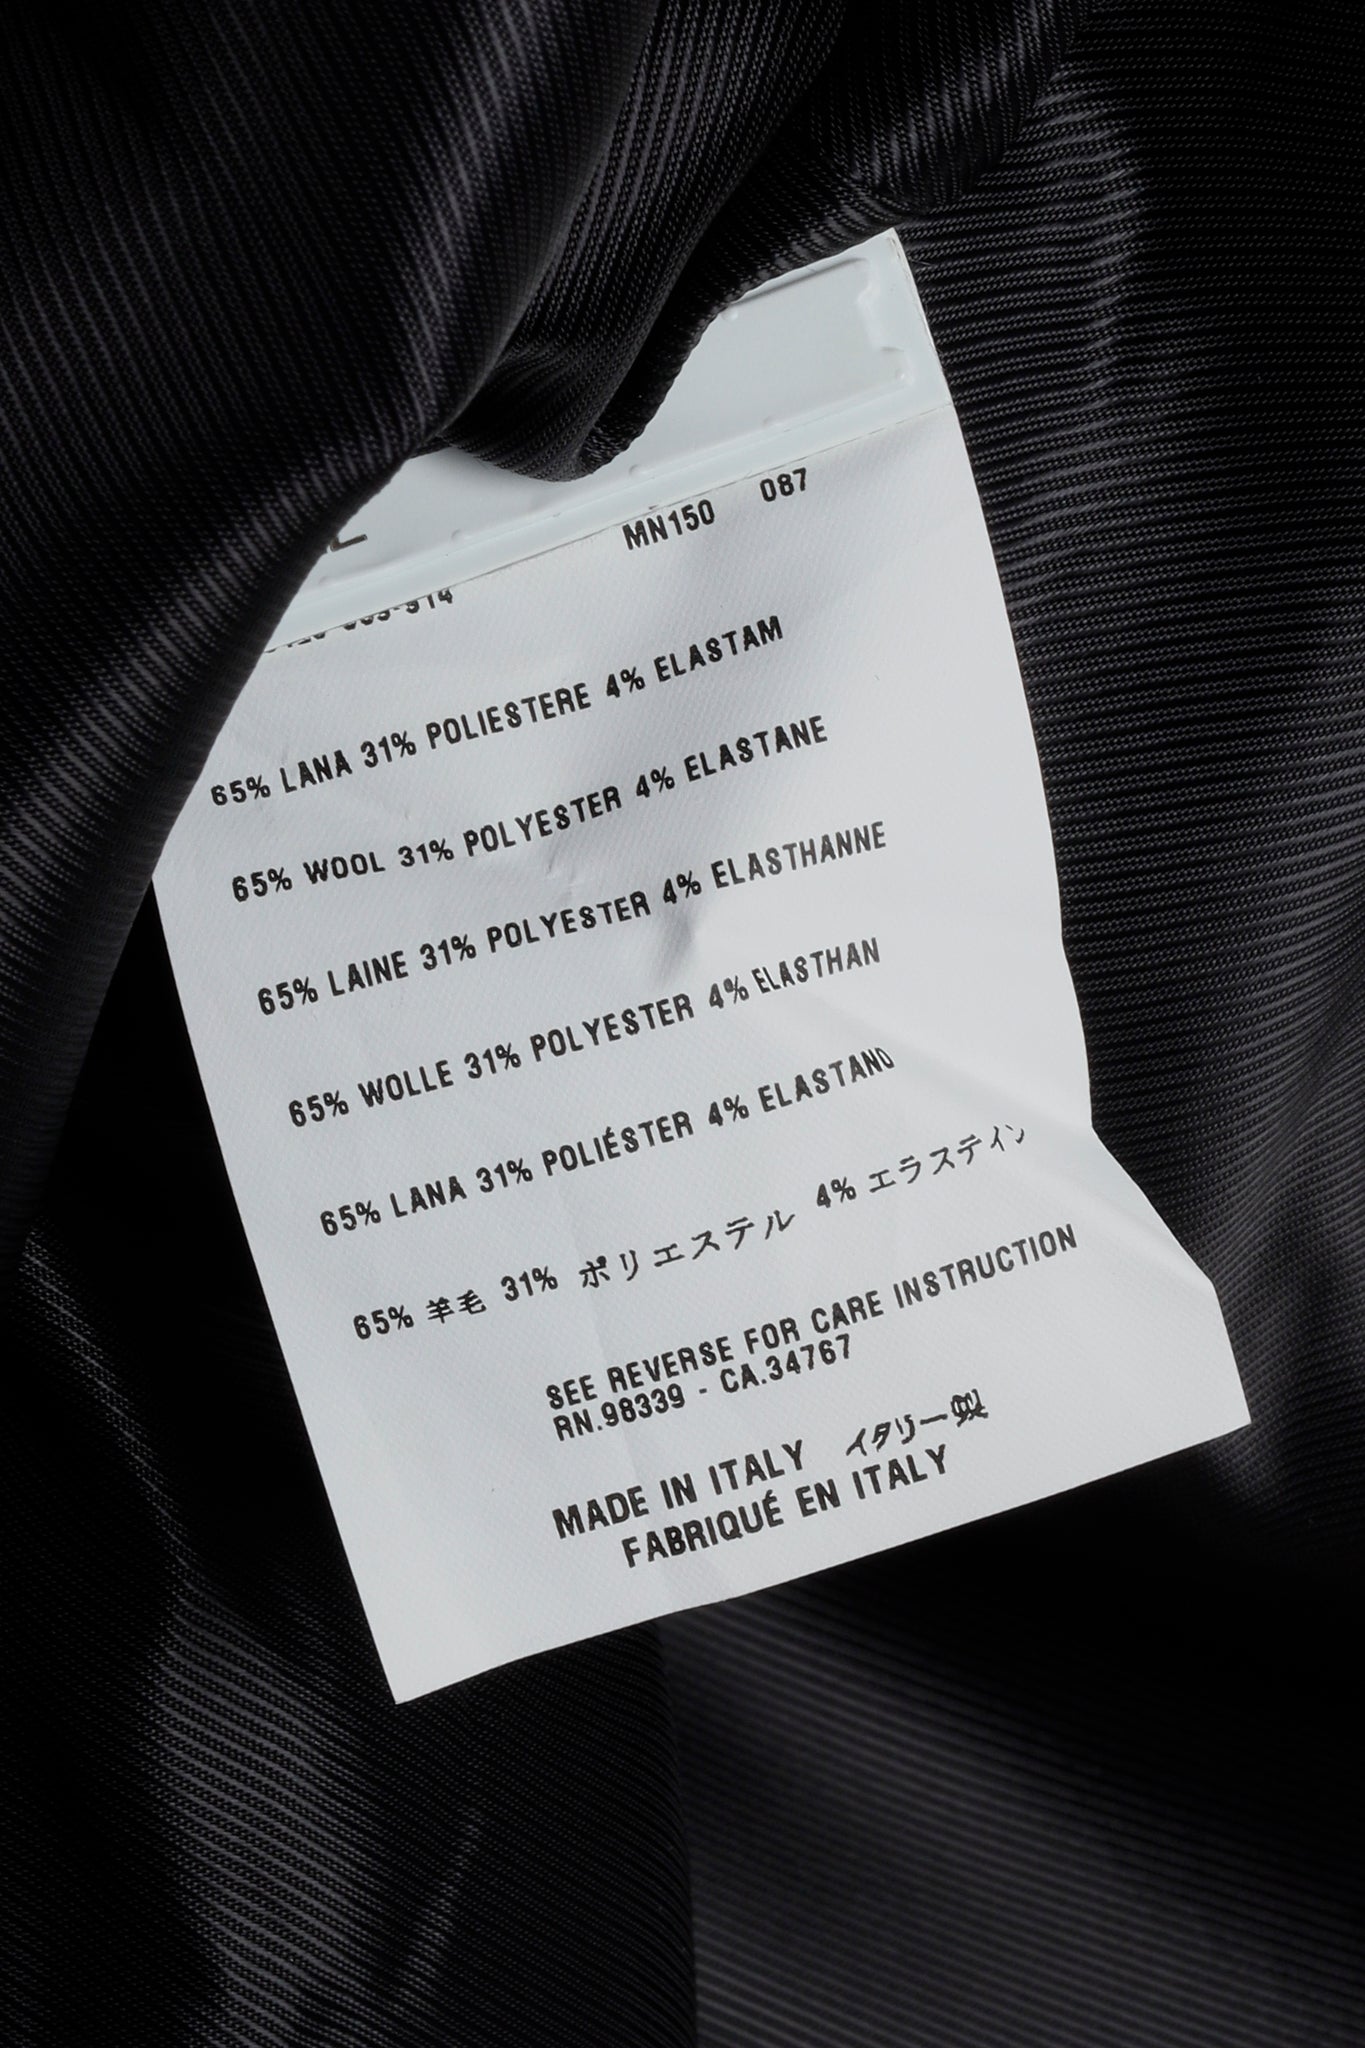 MN150 087
65% LANA 31% POLIESTERE 4% ELASTAM
65% WOOL 31% POLYESTER 4% ELASTANE
65% LAINE 31% POLYESTER 4% ELASTHANNE
65% WOLLE 31% POLYESTER 4% ELASTHAN
65% LANA 31% POLIÉSTER 4% ELASTANO
65% 羊毛 31% ポリエステル 4% エラステイン
SEE REVERSE FOR CARE INSTRUCTION
RN.98339 - CA.34767
MADE IN ITALY イタリー製
FABRIQUÉ EN ITALY